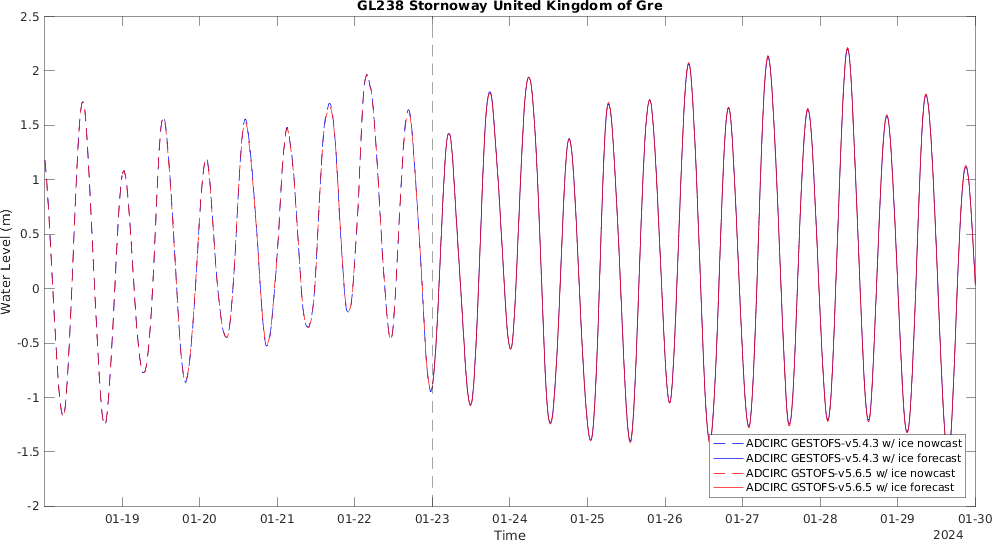 GL238 Stornoway United Kingdom of Gre
2.5
2
1.5
1
0.5
0
-0.5
-1
-1.5
-2
Water Level (m)
01-19 01-20 01-21 01-22 01-23 01-24 01-25 01-26 01-27 01-28 01-29 01-30
Time
2024
ADCIRC GESTOFS-v5.4.3 w/ ice nowcast
ADCIRC GESTOFS-v5.4.3 w/ ice forecast
ADCIRC GSTOFS-v5.6.5 w/ ice nowcast
ADCIRC GSTOFS-v5.6.5 w/ ice forecast